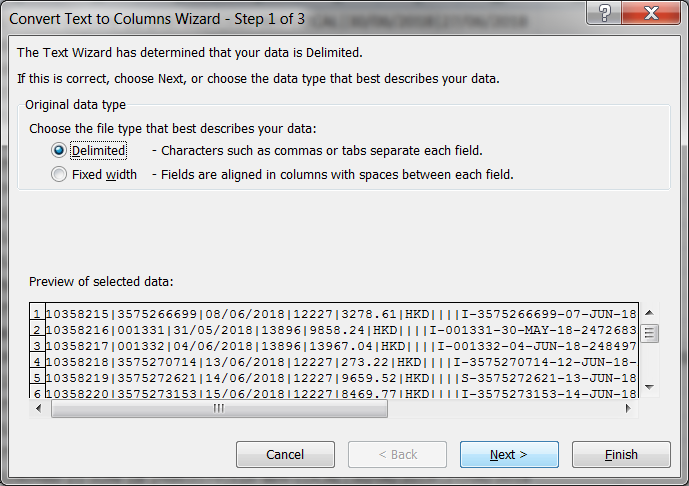 Convert Text to Columns Wizard - Step 1 of 3
The Text Wizard has determined that your data is Delimited.
If this is correct, choose Next, or choose the data type that best describes your data.
Original data type
Choose the file type that best describes your data:
Delimited - Characters such as commas or tabs separate each field.
Fixed width - Fields are aligned in columns with spaces between each field.
Preview of selected data:
1 10358215|3575266699|08/06/2018|12227|3278.61|HKD||||I-3575266699-07-JUN-18
2 10358216|001331|31/05/2018|13896|9858.24|HKD||||I-001331-30-MAY-18-2472683
3 10358217|001332|04/06/2018|13896|13967.04|HKD||||I-001332-04-JUN-18-248497
4 10358218|3575270714|13/06/2018|12227|273.22|HKD||||I-3575270714-12-JUN-18-
5 10358219|3575272621|14/06/2018|12227|9659.52|HKD||||S-3575272621-13-JUN-18
6 10358220|3575273153|15/06/2018|12227|8469.77|HKD||||I-3575273153-14-JUN-18
Cancel < Back Next > Finish